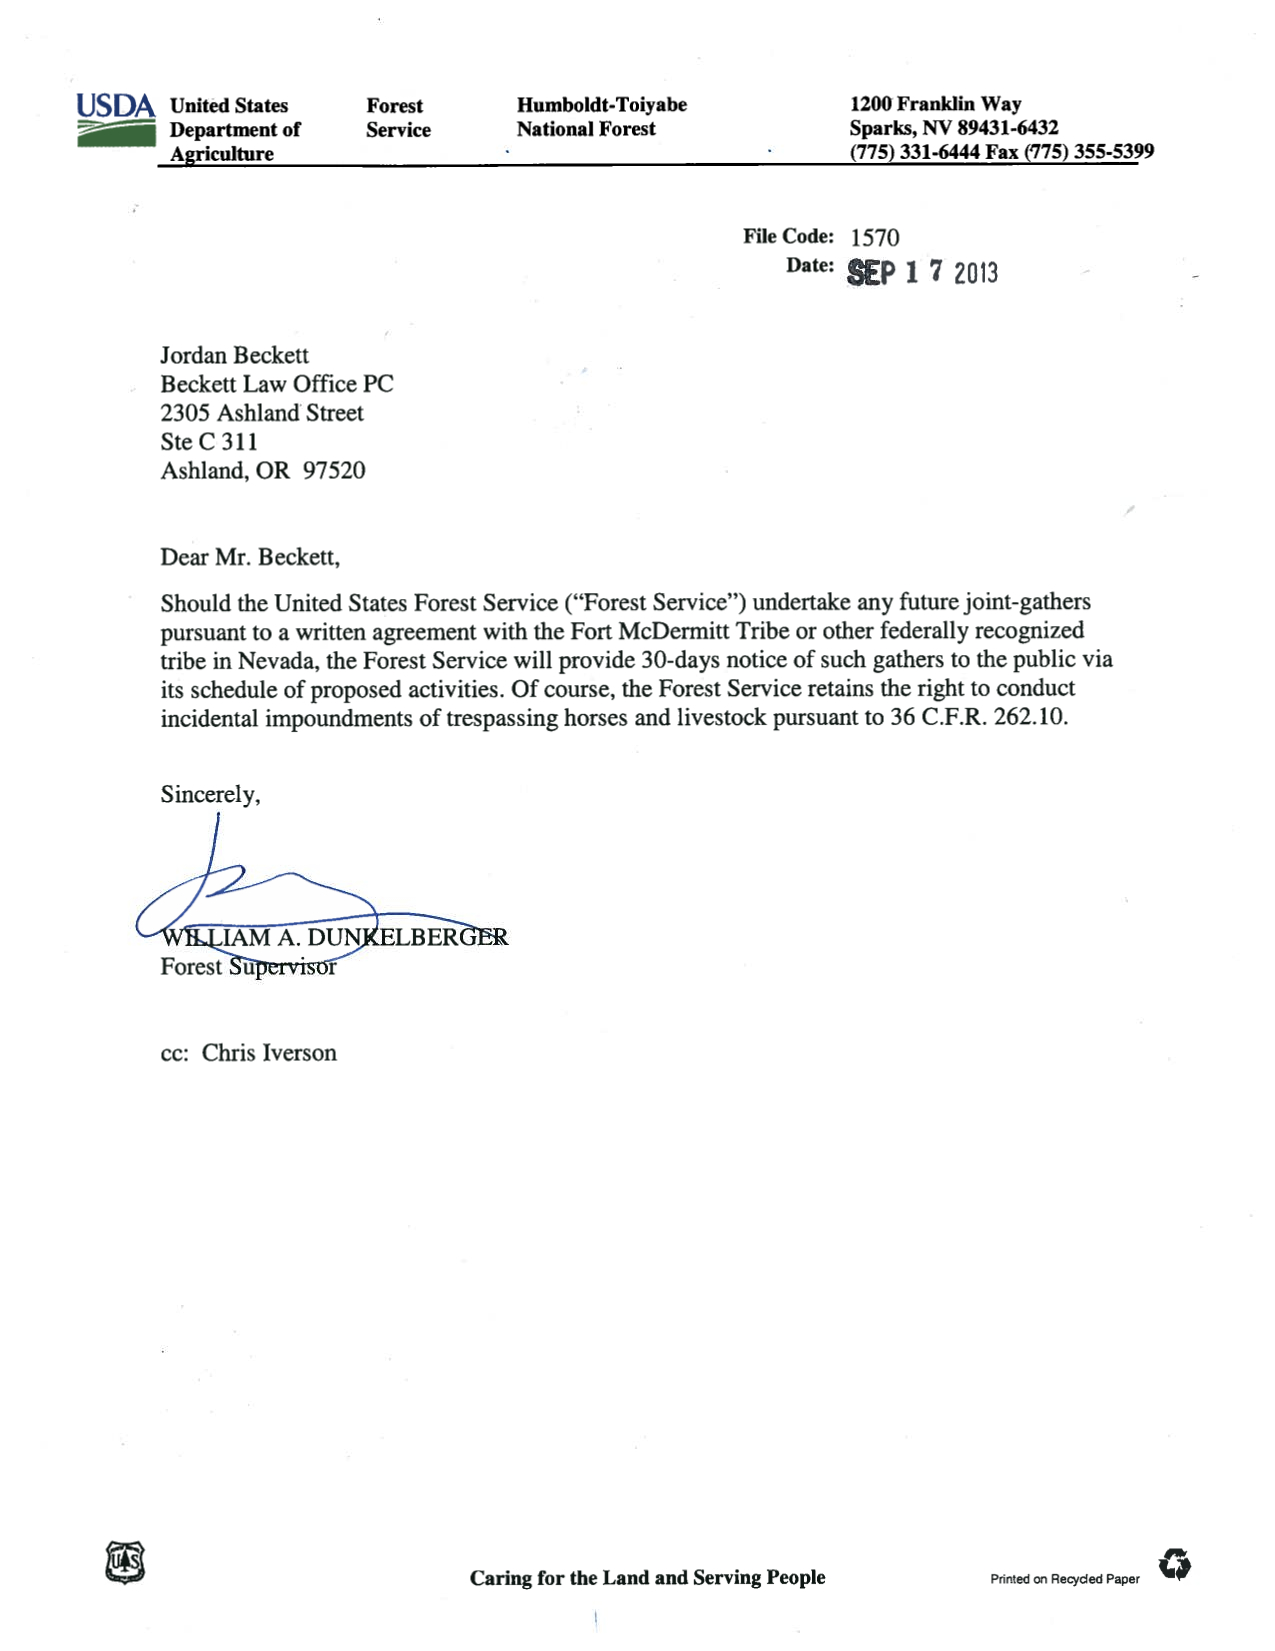 USDA United States Forest Humboldt-Toiyabe 1200 Franklin Way
Department of Service National Forest Sparks, NV 89431-6432
Agriculture (775) 331-6444 Fax (775) 355-5399
File Code: 1570
Date: SEP 17 2013
Jordan Beckett
Beckett Law Office PC
2305 Ashland Street
Ste C 311
Ashland, OR 97520
Dear Mr. Beckett,
Should the United States Forest Service (“Forest Service”) undertake any future joint-gathers
pursuant to a written agreement with the Fort McDermitt Tribe or other federally recognized
tribe in Nevada, the Forest Service will provide 30-days notice of such gathers to the public via
its schedule of proposed activities. Of course, the Forest Service retains the right to conduct
incidental impoundments of trespassing horses and livestock pursuant to 36 C.F.R. 262.10.
Sincerely,
WILLIAM A. DUNKELBERGER
Forest Supervisor
cc: Chris Iverson
UAS
Caring for the Land and Serving People
Printed on Recycled Paper